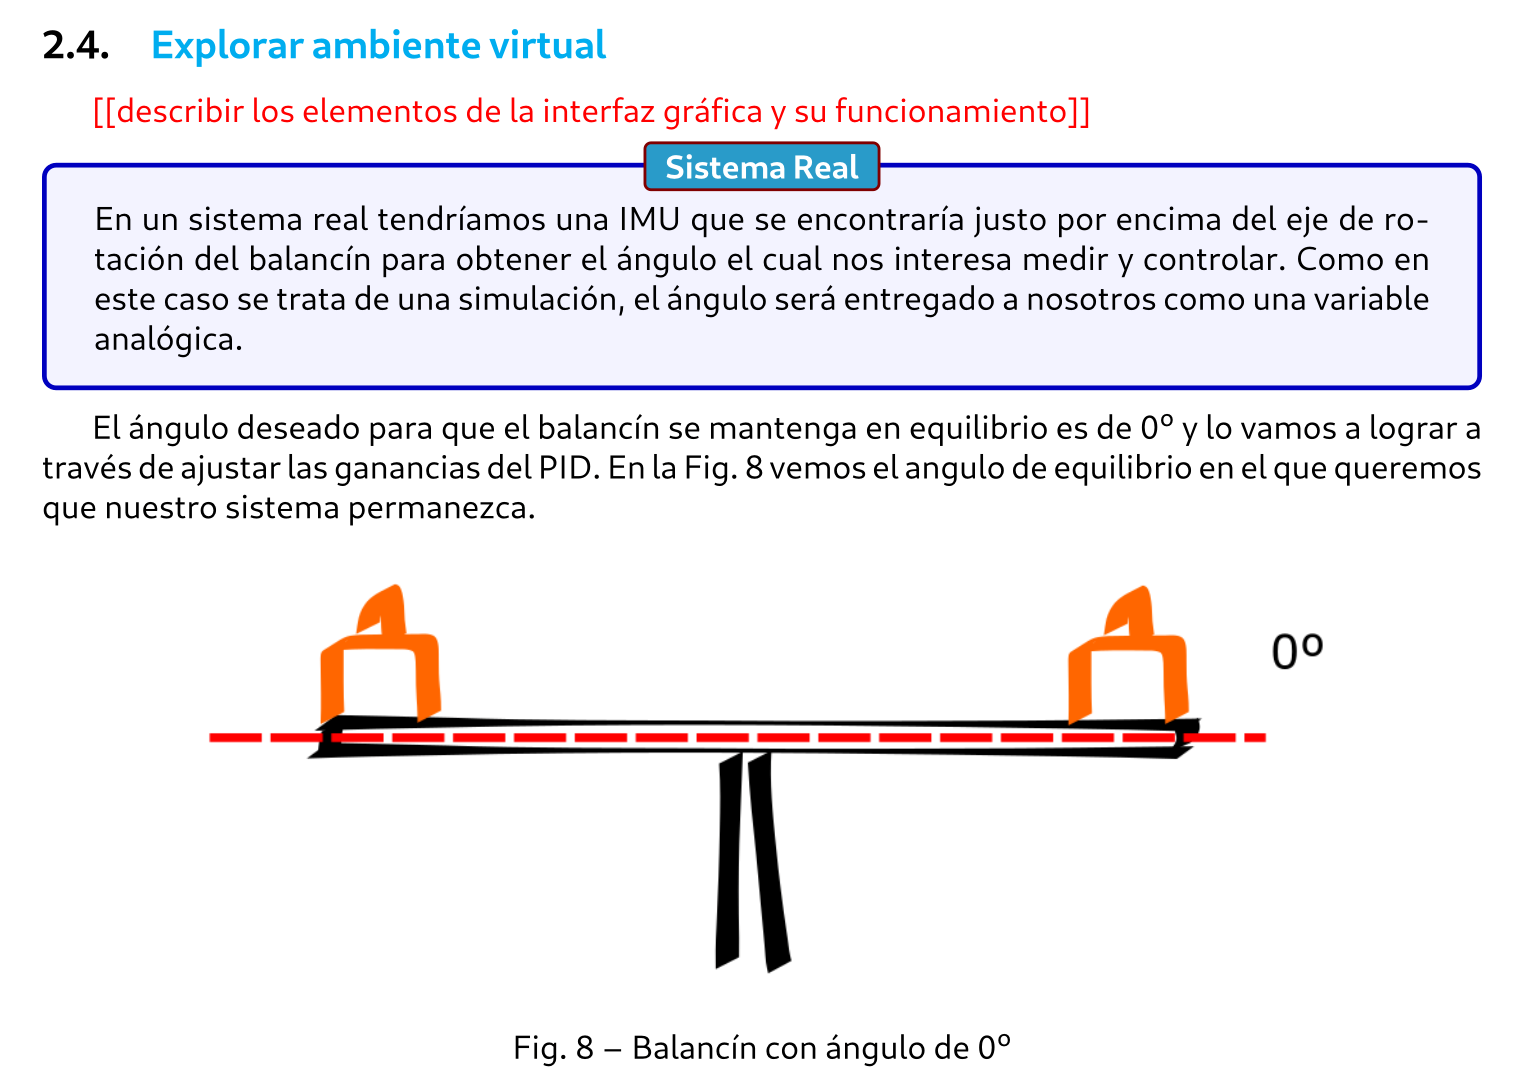 2.4. Explorar ambiente virtual
[[describir los elementos de la interfaz gráfica y su funcionamiento]]
Sistema Real
En un sistema real tendríamos una IMU que se encontraría justo por encima del eje de ro-
tación del balancín para obtener el ángulo el cual nos interesa medir y controlar. Como en
este caso se trata de una simulación, el ángulo será entregado a nosotros como una variable
analógica.
El ángulo deseado para que el balancín se mantenga en equilibrio es de 0º y lo vamos a lograr a
través de ajustar las ganancias del PID. En la Fig. 8 vemos el angulo de equilibrio en el que queremos
que nuestro sistema permanezca.
0º
Fig. 8 – Balancín con ángulo de 0º